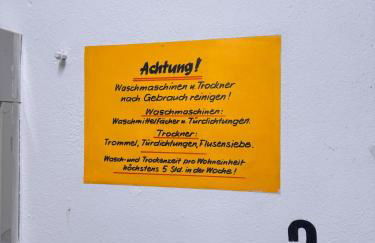 Achtung!
Waschmaschinen u. Trockner
nach Gebrauch reinigen!
Waschmaschinen:
Waschmittelfächer u. Türdichtungen.
Trockner:
Trommel, Türdichtungen, Flusensiebe.
Wasch- und Trockenzeit pro Wohneinheit
höchstens 5 Std. in der Woche!